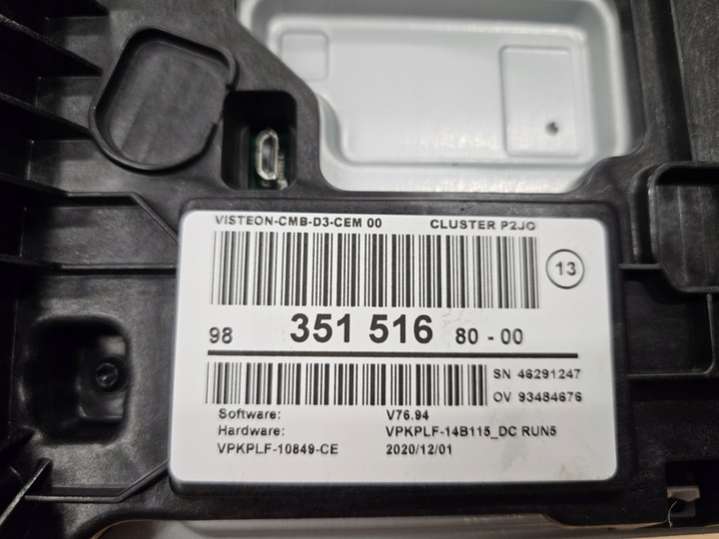 VISTEON-CMB-D3-CEM 00 CLUSTER P2JO
13
98 351 516 80 - 00
SN 46291247
OV 93484676
Software: V76.94
Hardware: VPKPLF-14B115_DC RUN5
VPKPLF-10849-CE 2020/12/01